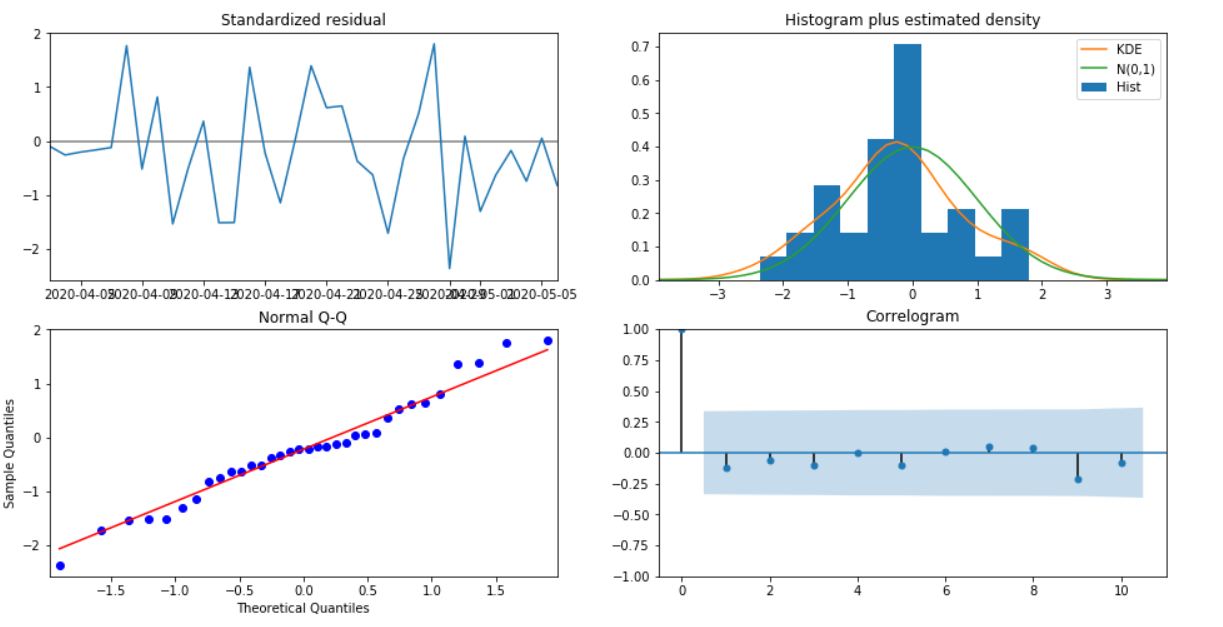 Standardized residual
2
1
0
−1
−2
2020-04-05 2020-04-09 2020-04-13 2020-04-17 2020-04-21 2020-04-25 2020-04-29 2020-05-01 2020-05-05
Histogram plus estimated density
0.7
0.6
0.5
0.4
0.3
0.2
0.1
0.0
KDE
N(0,1)
Hist
−3 −2 −1 0 1 2 3
Normal Q-Q
2
1
0
−1
−2
Sample Quantiles
−1.5 −1.0 −0.5 0.0 0.5 1.0 1.5
Theoretical Quantiles
Correlogram
1.00
0.75
0.50
0.25
0.00
−0.25
−0.50
−0.75
−1.00
0 2 4 6 8 10